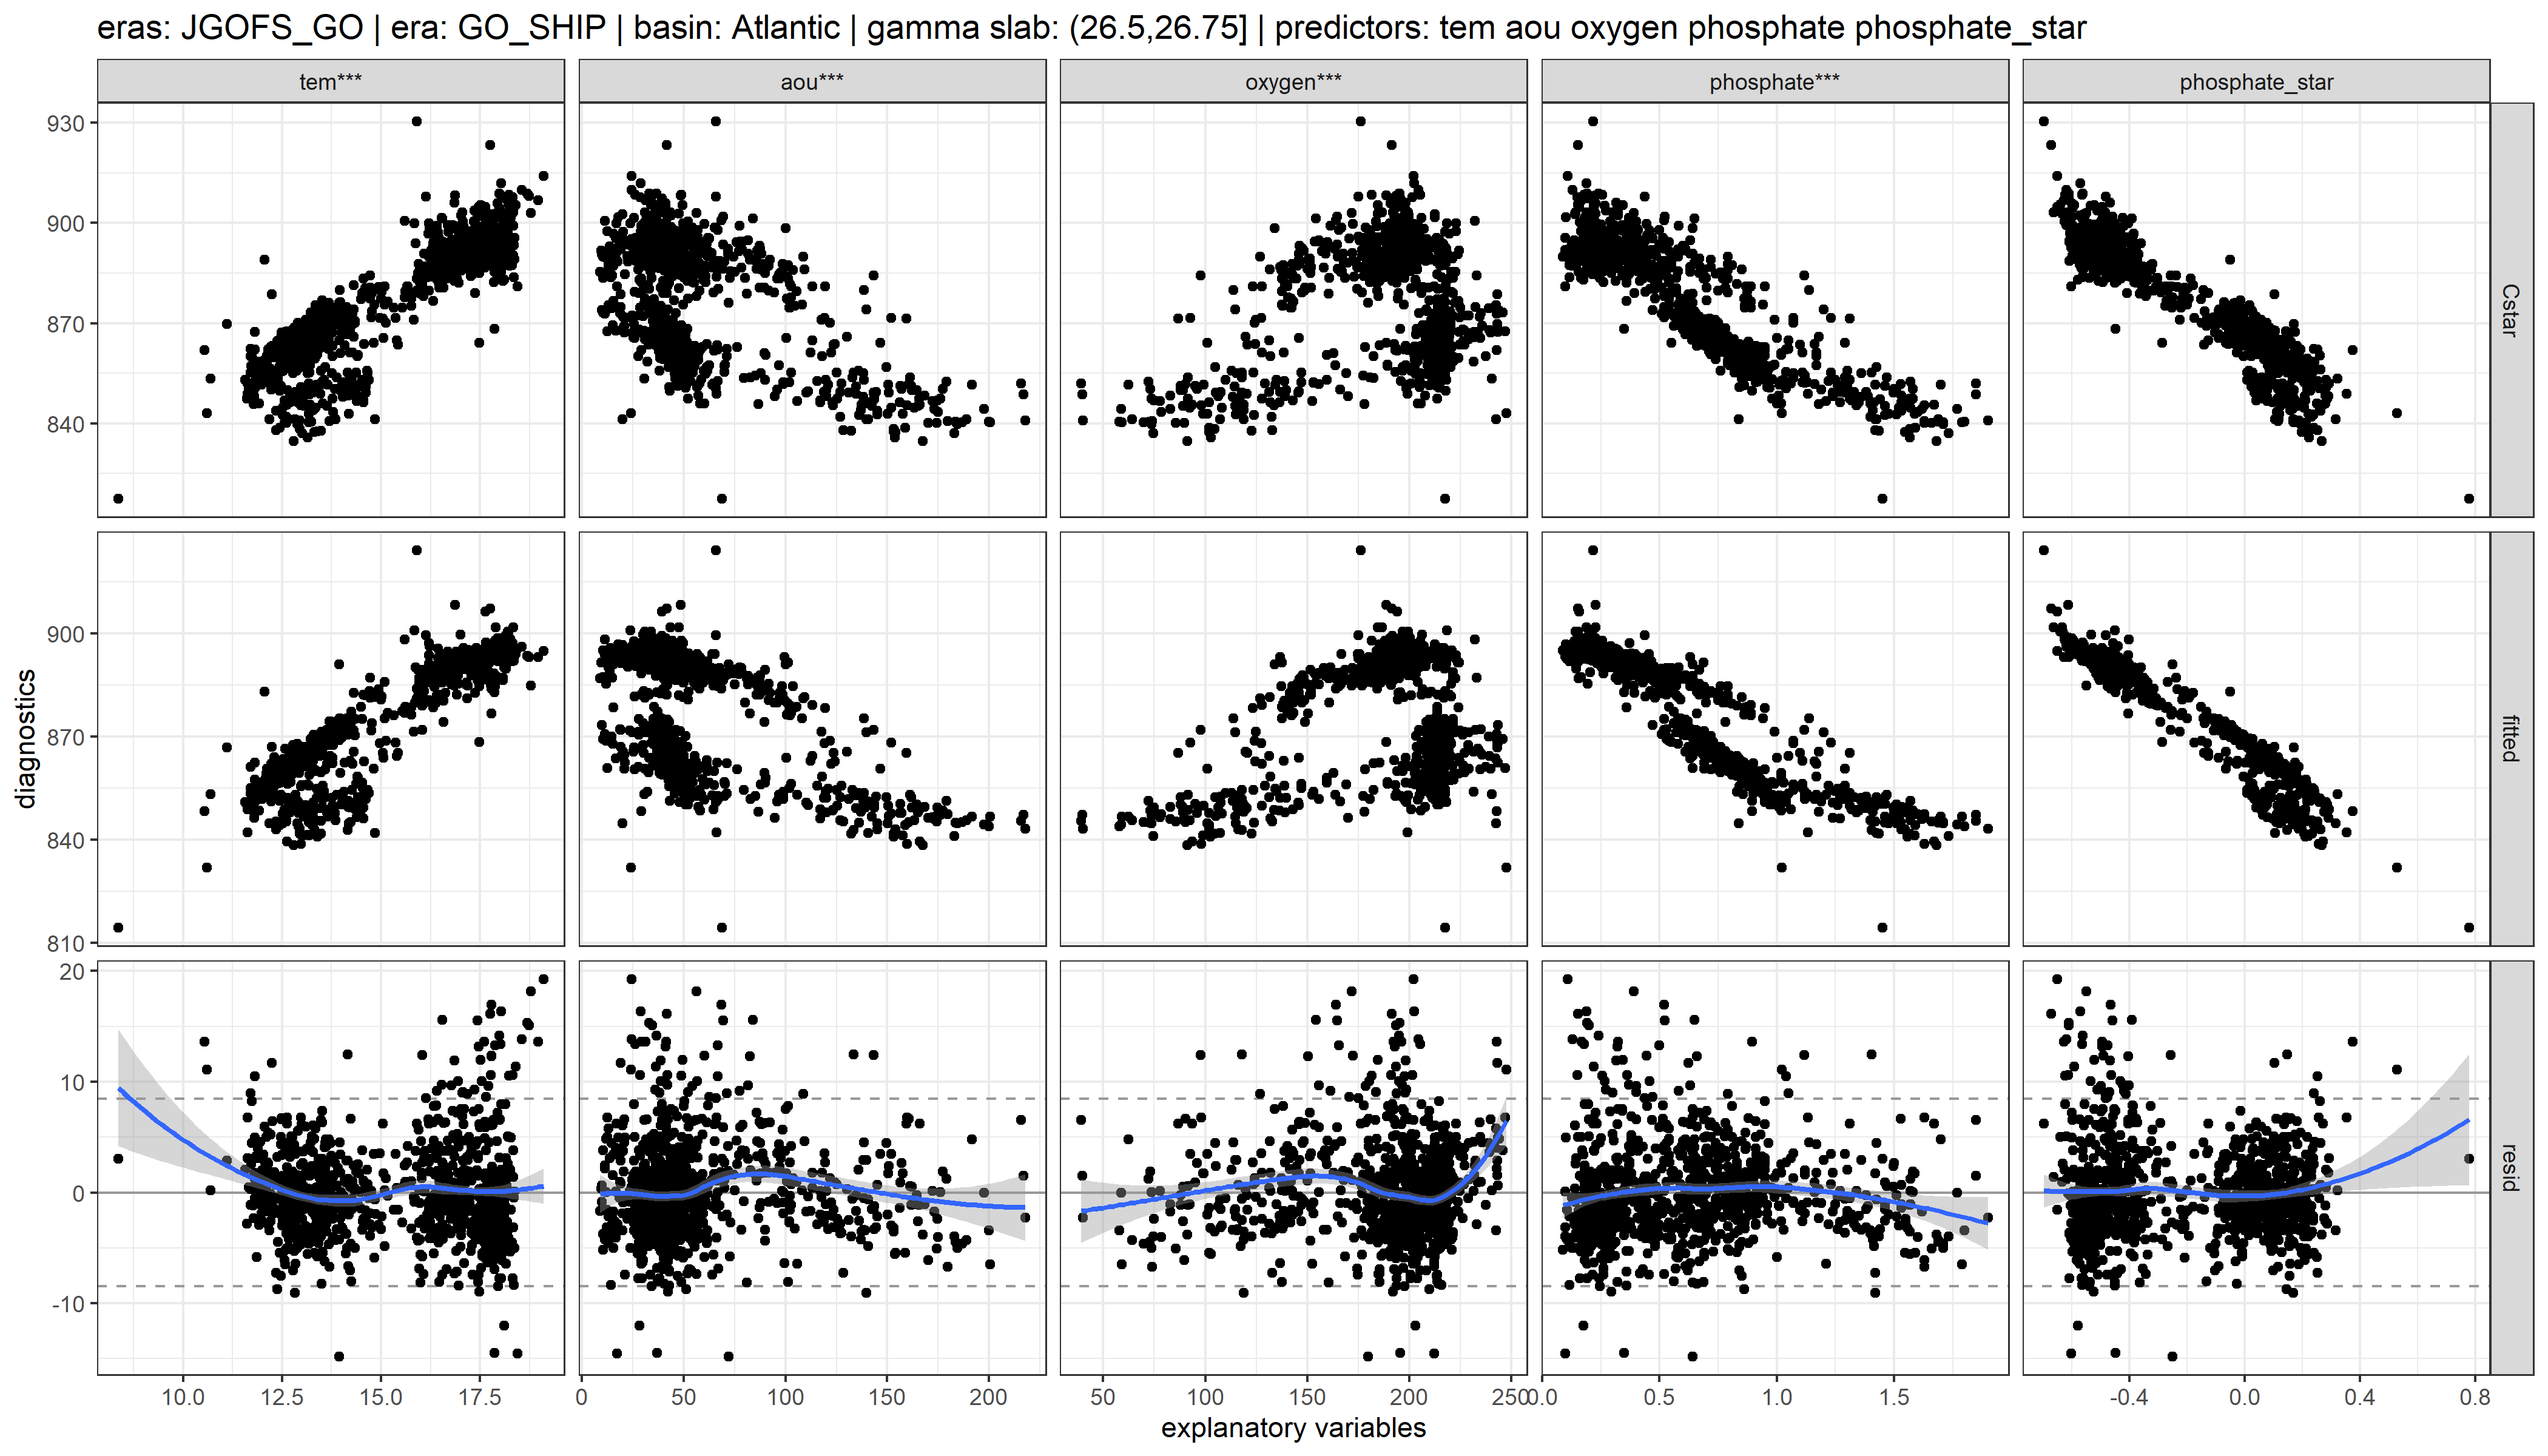 eras: JGOFS_GO | era: GO_SHIP | basin: Atlantic | gamma slab: (26.5,26.75] | predictors: tem aou oxygen phosphate phosphate_star
tem*** aou*** oxygen*** phosphate*** phosphate_star
930
900
870
840
Cstar
900
870
840
810
fitted
diagnostics
20
10
0
-10
resid
10.0 12.5 15.0 17.5 0 50 100 150 200 50 100 150 200 250 0.0 0.5 1.0 1.5 -0.4 0.0 0.4 0.8
explanatory variables